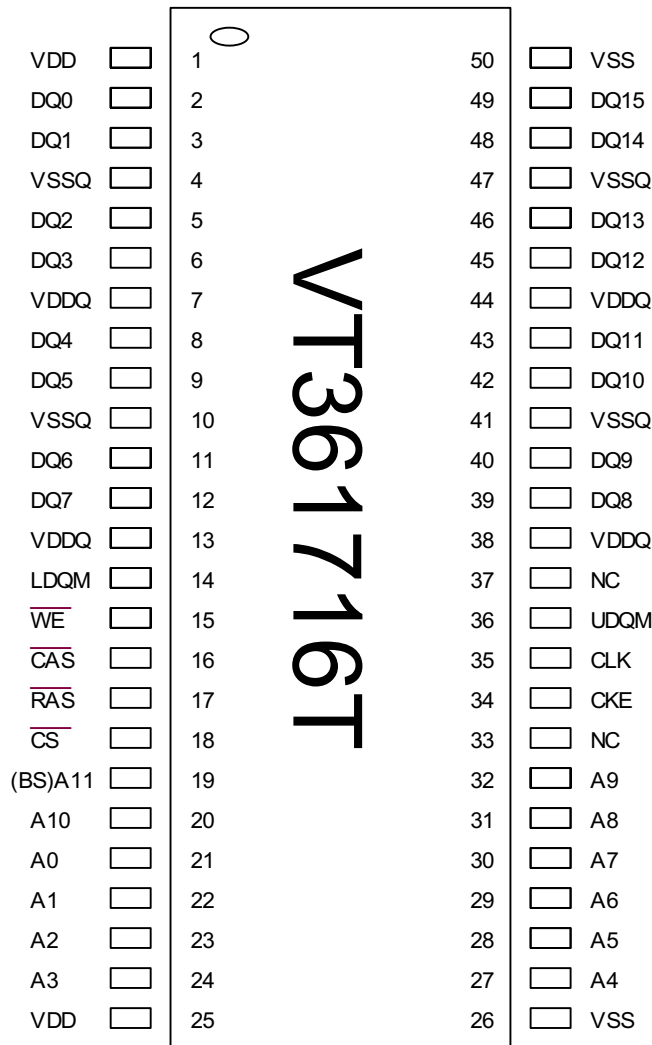 VDD 1 50 VSS
DQ0 2 49 DQ15
DQ1 3 48 DQ14
VSSQ 4 47 VSSQ
DQ2 5 46 DQ13
DQ3 6 45 DQ12
VDDQ 7 44 VDDQ
DQ4 8 43 DQ11
DQ5 9 42 DQ10
VSSQ 10 41 VSSQ
DQ6 11 40 DQ9
DQ7 12 39 DQ8
VDDQ 13 38 VDDQ
LDQM 14 37 NC
W̅E̅ 15 36 UDQM
C̅A̅S̅ 16 35 CLK
R̅A̅S̅ 17 34 CKE
C̅S̅ 18 33 NC
(BS)A11 19 32 A9
A10 20 31 A8
A0 21 30 A7
A1 22 29 A6
A2 23 28 A5
A3 24 27 A4
VDD 25 26 VSS
VT3617161T